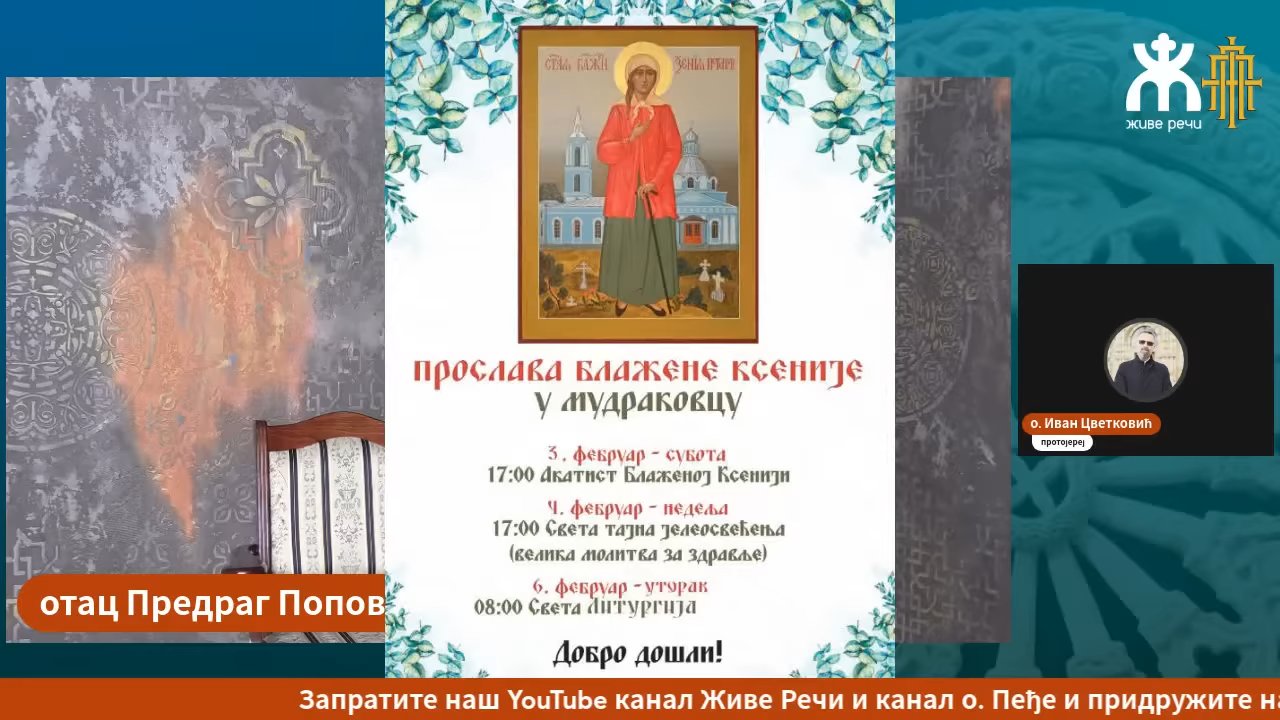 живе речи
ПРОСЛАВА БЛАЖЕНЕ КСЕНИЈЕ
У МУДРАКОВЦУ
3. фебруар - субота
17:00 Акатист Блаженој Ксенији
4. фебруар - недеља
17:00 Света тајна јелеосвећења
(велика молитва за здравље)
6. фебруар - уторак
08:00 Света Литургија
Добро дошли!
о. Иван Цветковић
протојереј
отац Предраг Попов
Запратите наш YouTube канал Живе Речи и канал о. Пеђе и придружите на